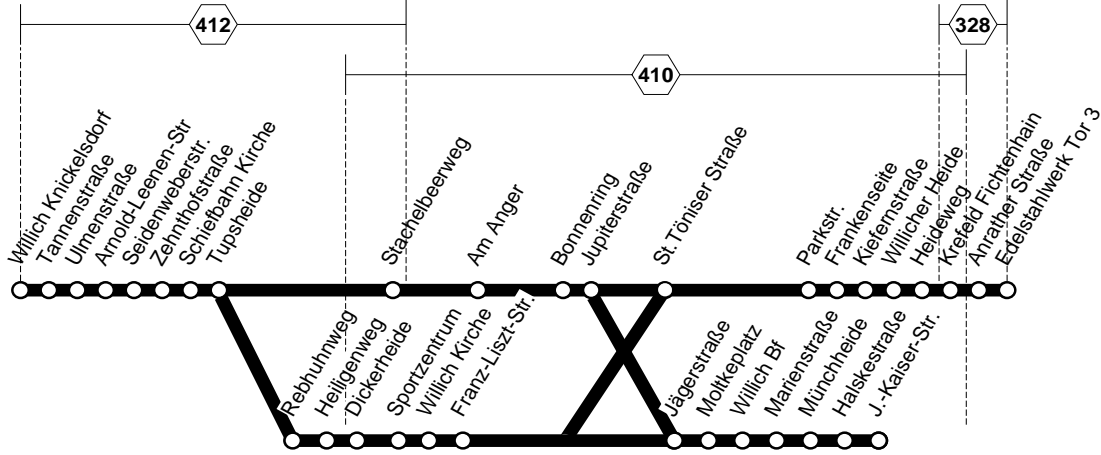 412
328
410
Willich Knickelsdorf
Tannenstraße
Ulmenstraße
Arnold-Leenen-Str
Seidenweberstr.
Zehnthofstraße
Schiefbahn Kirche
Tupsheide
Stachelbeerweg
Am Anger
Bonnenring
Jupiterstraße
St.Töniser Straße
Parkstr.
Frankenseite
Kiefernstraße
Willicher Heide
Heideweg
Krefeld Fichtenhain
Anrather Straße
Edelstahlwerk Tor 3
Rebhuhnweg
Heiligenweg
Dickerheide
Sportzentrum
Willich Kirche
Franz-Liszt-Str.
Jägerstraße
Moltkeplatz
Willich Bf
Marienstraße
Münchheide
Halskestraße
J.-Kaiser-Str.